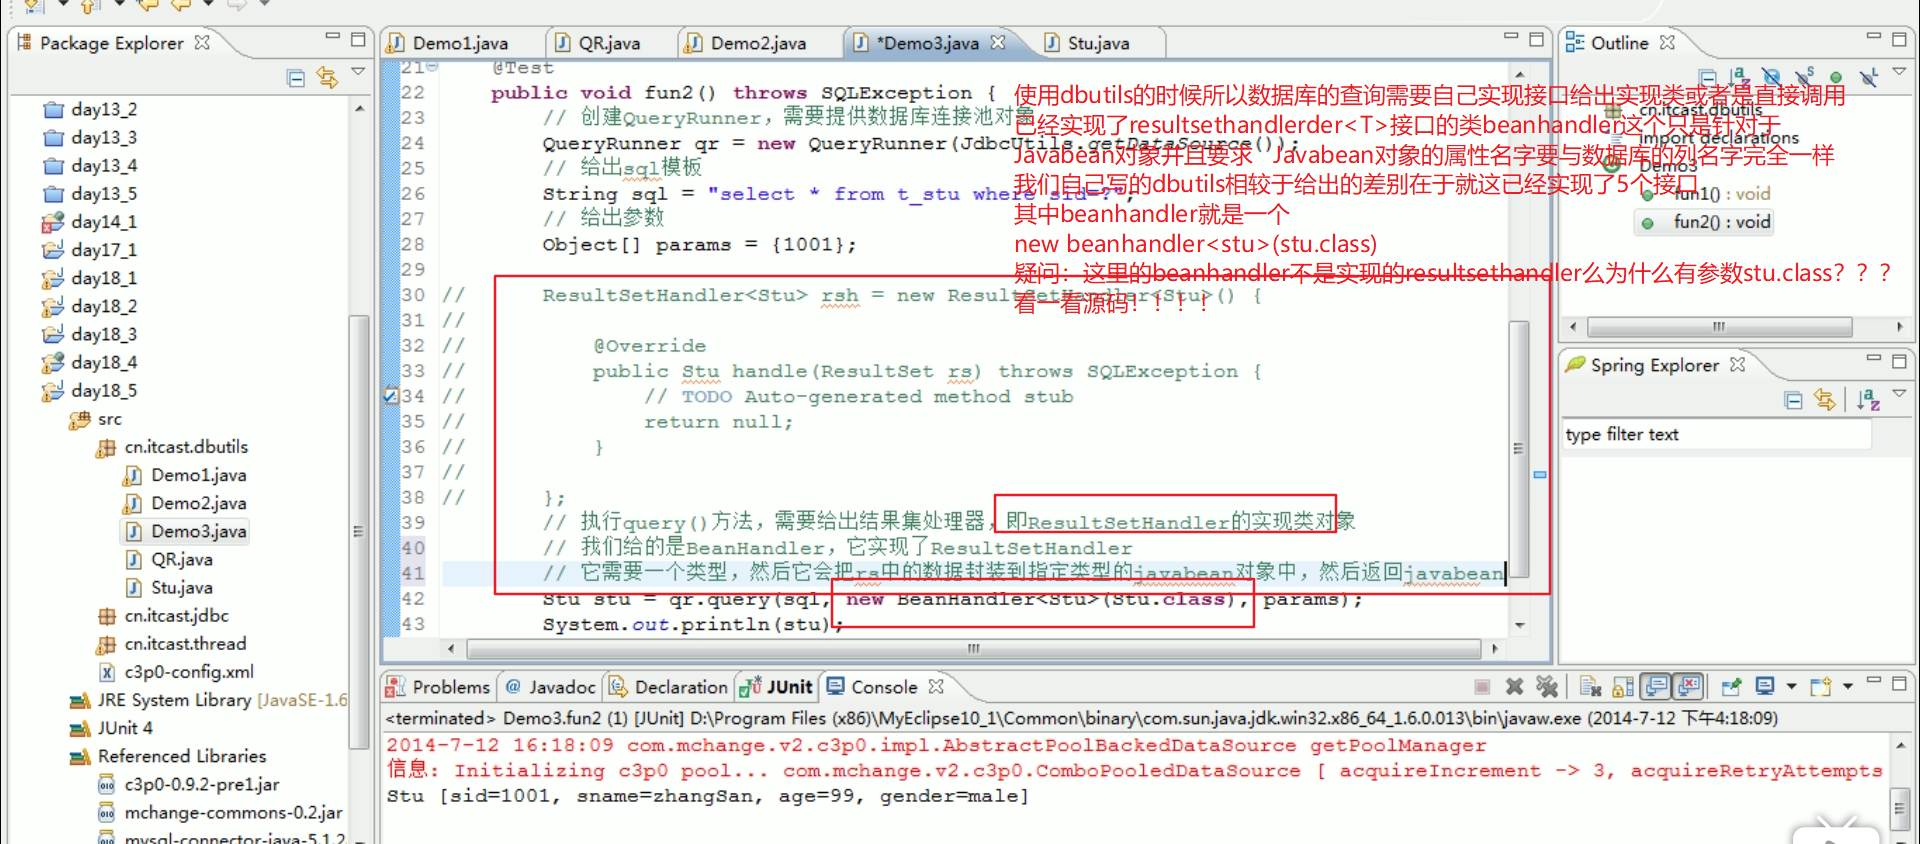 Package Explorer
day13_2
day13_3
day13_4
day13_5
day14_1
day17_1
day18_1
day18_2
day18_3
day18_4
day18_5
src
cn.itcast.dbutils
Demo1.java
Demo2.java
Demo3.java
QR.java
Stu.java
cn.itcast.jdbc
cn.itcast.thread
c3p0-config.xml
JRE System Library [JavaSE-1.6
JUnit 4
Referenced Libraries
c3p0-0.9.2-pre1.jar
mchange-commons-0.2.jar
mysql-connector-java-5.1.2
Demo1.java QR.java Demo2.java *Demo3.java Stu.java
21 @Test
22 public void fun2() throws SQLException {
23 // 创建QueryRunner，需要提供数据库连接池对象
24 QueryRunner qr = new QueryRunner(JdbcUtils.getDataSource());
25 // 给出sql模板
26 String sql = "select * from t_stu where sid=?";
27 // 给出参数
28 Object[] params = {1001};
29
30 // ResultSetHandler<Stu> rsh = new ResultSetHandler<Stu>() {
31 //
32 // @Override
33 // public Stu handle(ResultSet rs) throws SQLException {
34 // // TODO Auto-generated method stub
35 // return null;
36 // }
37 //
38 // };
39 // 执行query()方法，需要给出结果集处理器，即ResultSetHandler的实现类对象
40 // 我们给的是BeanHandler，它实现了ResultSetHandler
41 // 它需要一个类型，然后它会把rs中的数据封装到指定类型的javabean对象中，然后返回javabean
42 Stu stu = qr.query(sql, new BeanHandler<Stu>(Stu.class), params);
43 System.out.println(stu);
使用dbutils的时候所以数据库的查询需要自己实现接口给出实现类或者是直接调用
已经实现了resultsethandlerder<T>接口的类beanhandler这个只是针对于
Javabean对象并且要求 Javabean对象的属性名字要与数据库的列名字完全一样
我们自己写的dbutils相较于给出的差别在于就这已经实现了5个接口
其中beanhandler就是一个
new beanhandler<stu>(stu.class)
疑问：这里的beanhandler不是实现的resultsethandler么为什么有参数stu.class？？？
看一看源码！！！！
Outline
cn.itcast.dbutils
import declarations
Demo3
fun1() : void
fun2() : void
Spring Explorer
type filter text
Problems @ Javadoc Declaration JUnit Console
<terminated> Demo3.fun2 (1) [JUnit] D:\Program Files (x86)\MyEclipse10_1\Common\binary\com.sun.java.jdk.win32.x86_64_1.6.0.013\bin\javaw.exe (2014-7-12 下午4:18:09)
2014-7-12 16:18:09 com.mchange.v2.c3p0.impl.AbstractPoolBackedDataSource getPoolManager
信息: Initializing c3p0 pool... com.mchange.v2.c3p0.ComboPooledDataSource [ acquireIncrement -> 3, acquireRetryAttempts
Stu [sid=1001, sname=zhangSan, age=99, gender=male]